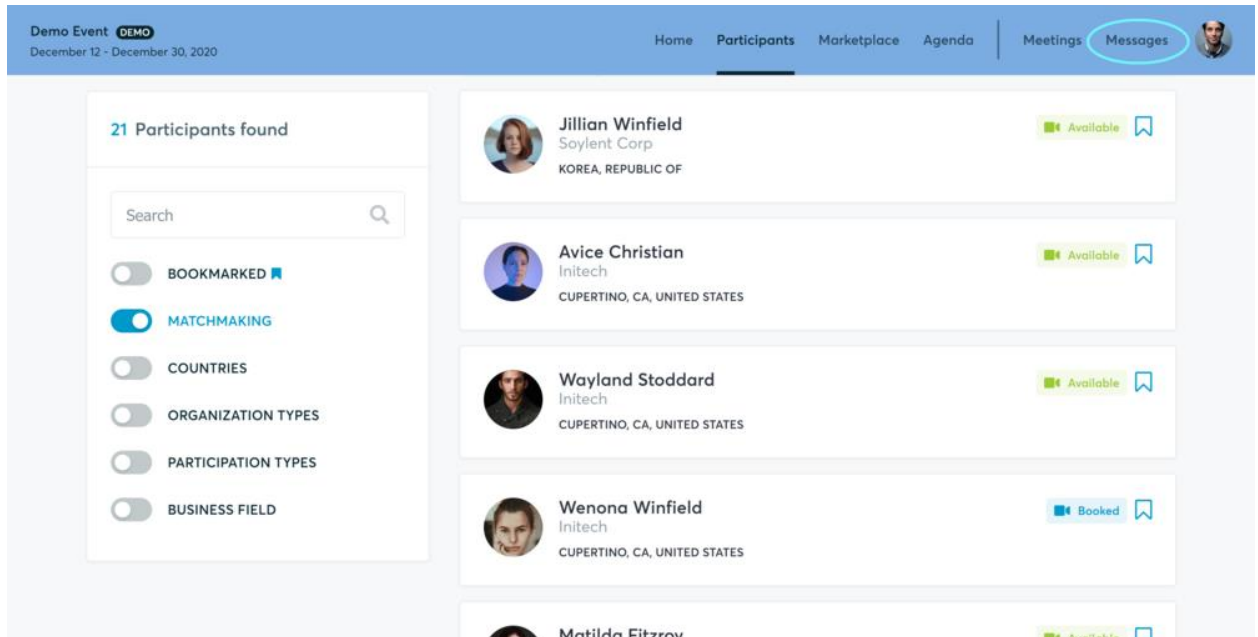 Demo Event DEMO
December 12 - December 30, 2020
Home Participants Marketplace Agenda Meetings Messages
21 Participants found
Search
BOOKMARKED
MATCHMAKING
COUNTRIES
ORGANIZATION TYPES
PARTICIPATION TYPES
BUSINESS FIELD
Jillian Winfield
Soylent Corp
KOREA, REPUBLIC OF
Available
Avice Christian
Initech
CUPERTINO, CA, UNITED STATES
Available
Wayland Stoddard
Initech
CUPERTINO, CA, UNITED STATES
Available
Wenona Winfield
Initech
CUPERTINO, CA, UNITED STATES
Booked
Matilda Fitzroy
Available